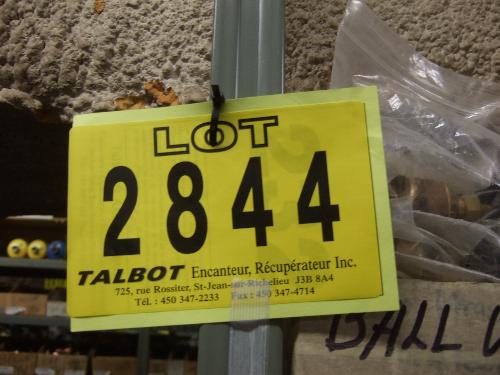 LOT
2844
TALBOT Encanteur, Récupérateur Inc.
725, rue Rossiter, St-Jean-sur-Richelieu J3B 8A4
Tél. : 450 347-2233 Fax : 450 347-4714
BALL